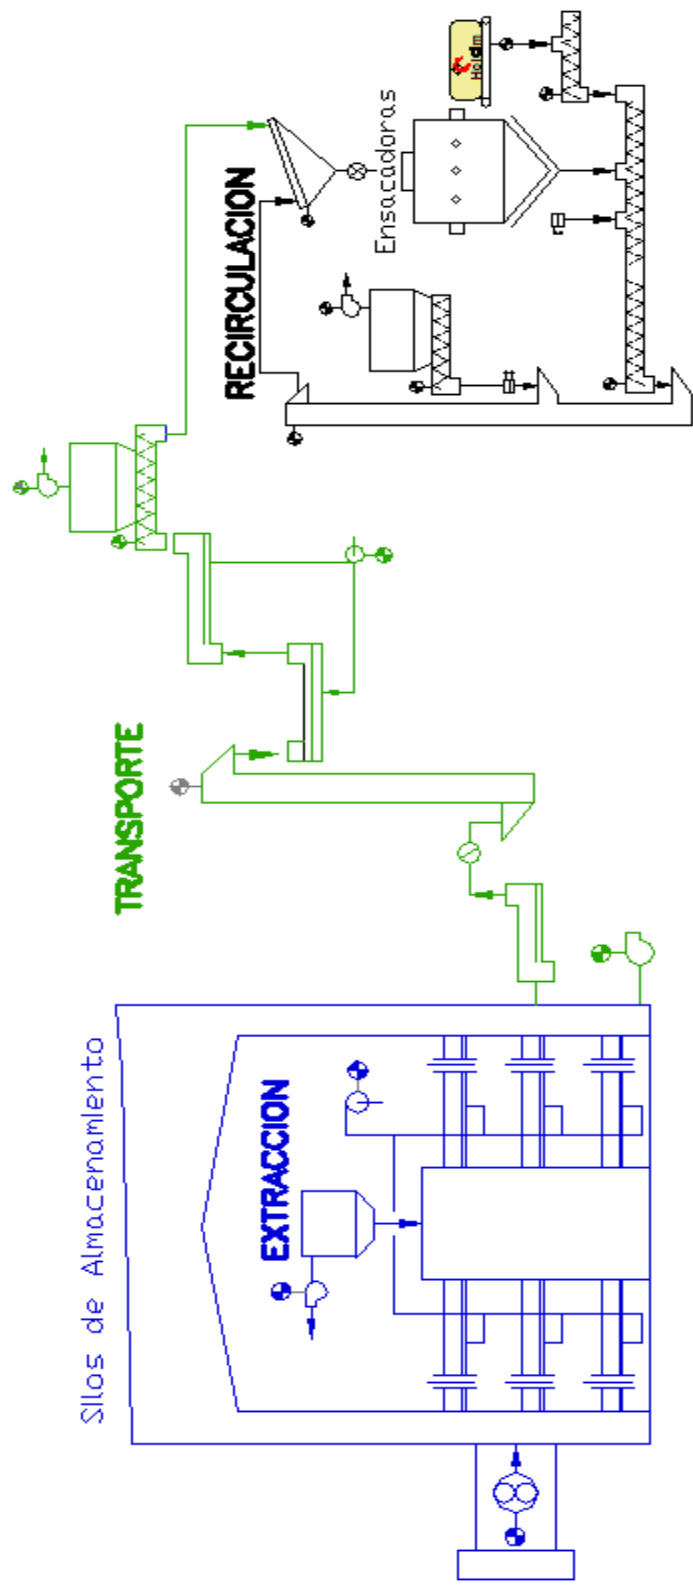 Silos de Almacenamiento
EXTRACCION
TRANSPORTE
RECIRCULACION
Ensacadoras
Holcim